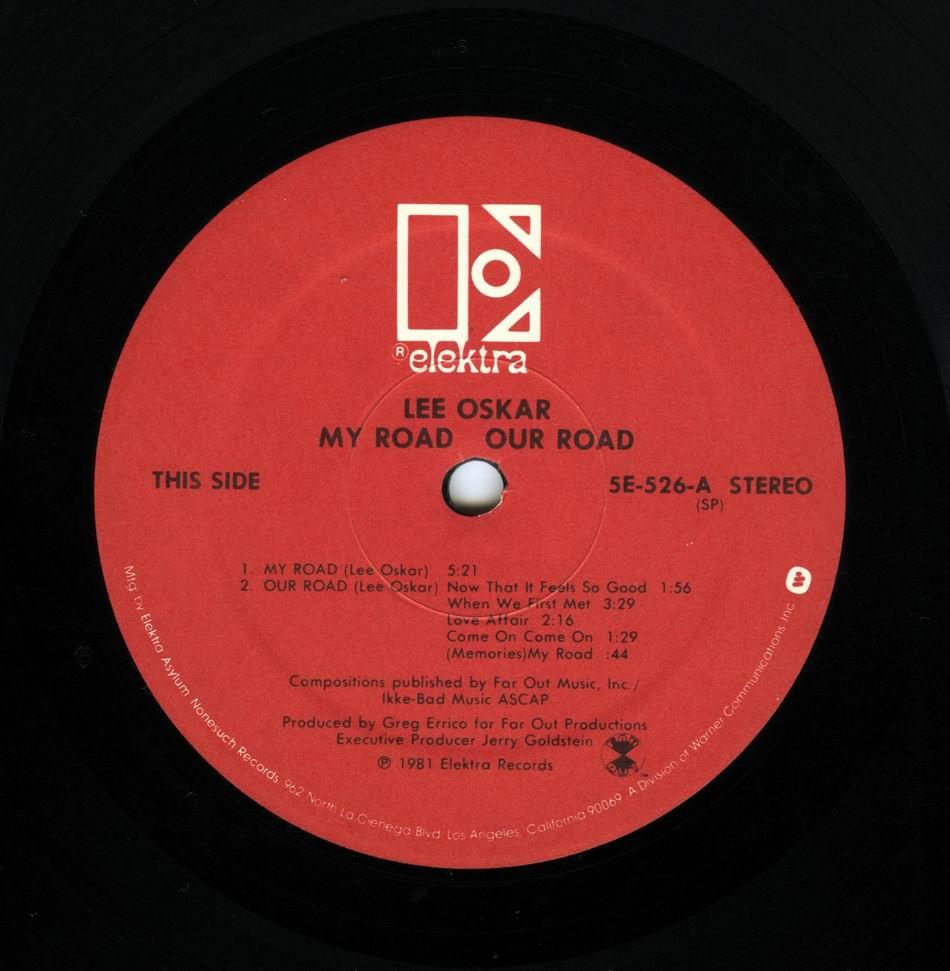 ® elektra
LEE OSKAR
MY ROAD OUR ROAD
THIS SIDE
5E-526-A STEREO
(SP)
1. MY ROAD (Lee Oskar) 5:21
2. OUR ROAD (Lee Oskar) Now That It Feels So Good 1:56
When We First Met 3:29
Love Affair 2:16
Come On Come On 1:29
(Memories)My Road :44
Compositions published by Far Out Music, Inc./
Ikke-Bad Music ASCAP
Produced by Greg Errico for Far Out Productions
Executive Producer Jerry Goldstein
℗ 1981 Elektra Records
Mfg. by Elektra Asylum Nonesuch Records 962 North La Cienega Blvd. Los Angeles, California 90069 A Division of Warner Communications Inc.